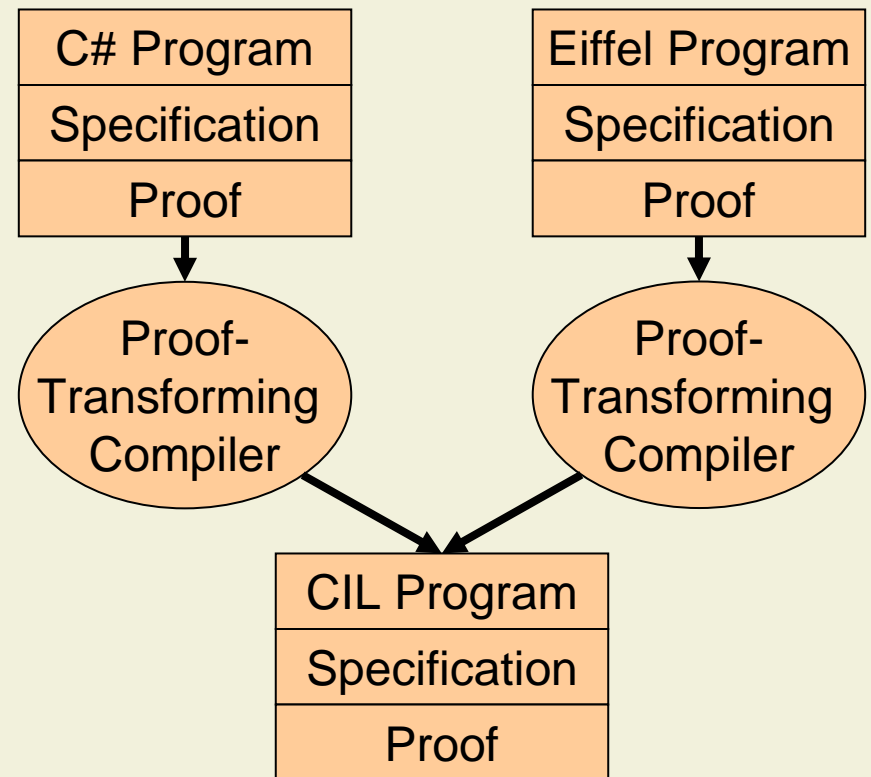 C# Program
Specification
Proof
Eiffel Program
Specification
Proof
Proof-
Transforming
Compiler
Proof-
Transforming
Compiler
CIL Program
Specification
Proof